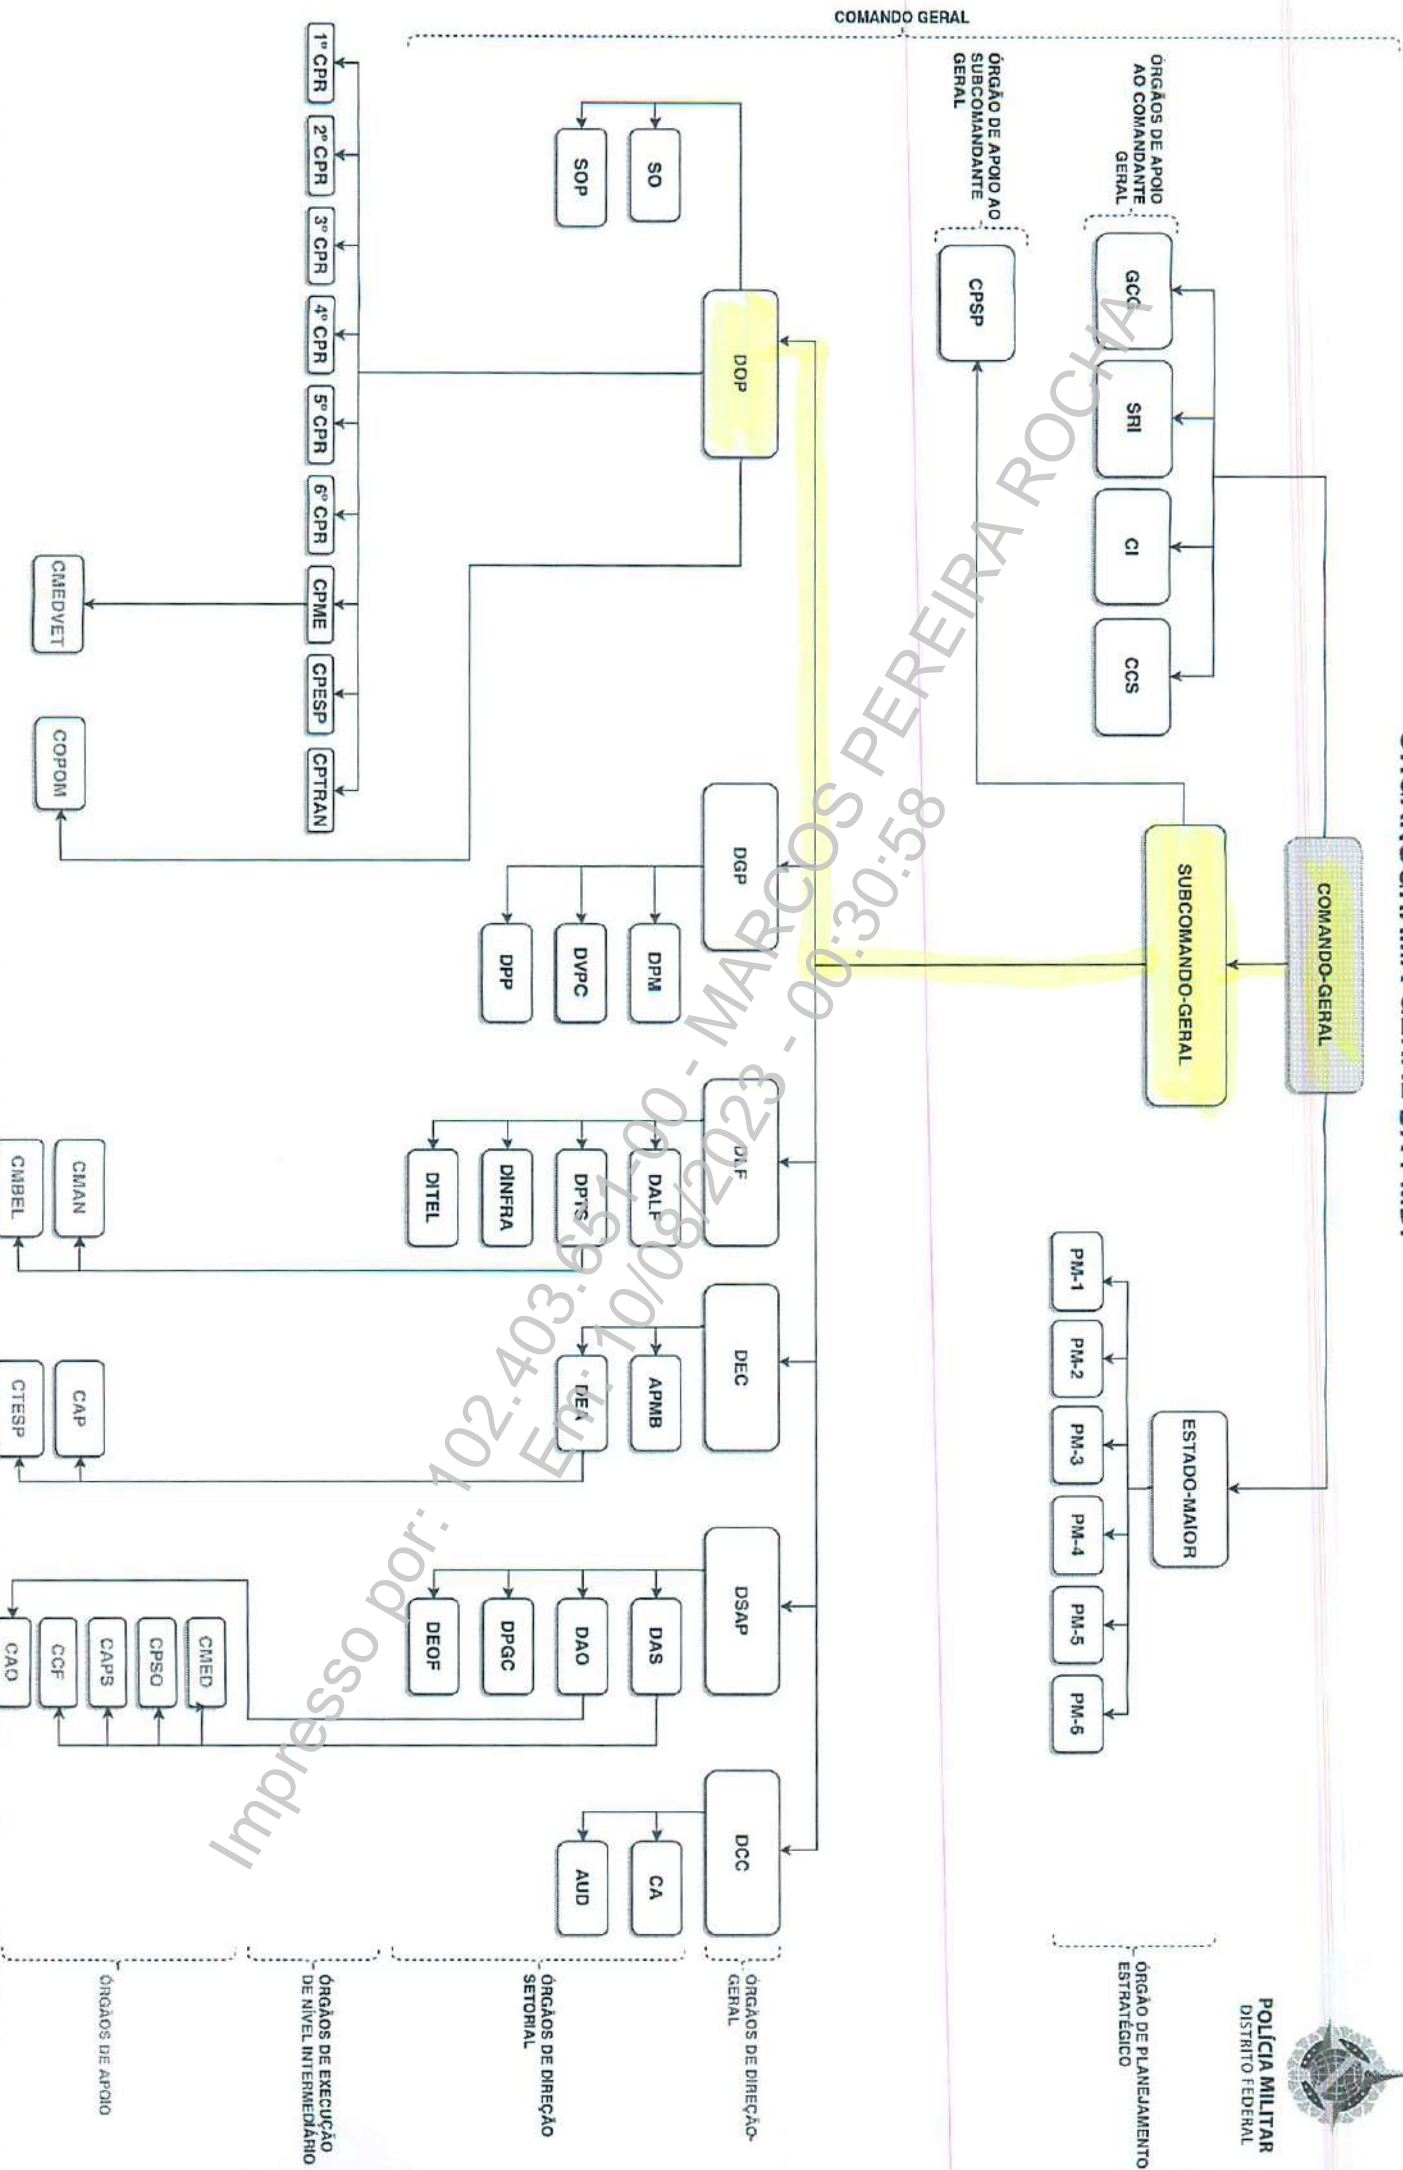 POLÍCIA MILITAR
DISTRITO FEDERAL
COMANDO-GERAL
SUBCOMANDO-GERAL
ESTADO-MAIOR
ÓRGÃO DE PLANEJAMENTO
ESTRATÉGICO
COMANDO GERAL
ÓRGÃOS DE APOIO
AO COMANDANTE
GERAL
GCG
SRI
CI
CCS
PM-1
PM-2
PM-3
PM-4
PM-5
PM-6
ÓRGÃO DE APOIO AO
SUBCOMANDANTE
GERAL
CPSP
DOP
DGP
DLF
DEC
DSAP
DCC
ÓRGÃOS DE DIREÇÃO-
GERAL
SO
SOP
DPM
DVPC
DPP
DALF
DPTS
DINFRA
DITEL
APMB
DEA
DAS
DAO
DPGC
DEOF
CA
AUD
ÓRGÃOS DE DIREÇÃO
SETORIAL
1º CPR
2º CPR
3º CPR
4º CPR
5º CPR
6º CPR
CPME
CPESP
CPTRAN
ÓRGÃOS DE EXECUÇÃO
DE NÍVEL INTERMEDIÁRIO
CMEDVET
COPOM
CMAN
CMBEL
CAP
CTESP
CMED
CPSO
CAPS
CCF
CAO
ÓRGÃOS DE APOIO
Impresso por: 102.403.651-00 - MARCOS PEREIRA ROCHA
Em: 10/08/2023 - 00:30:58